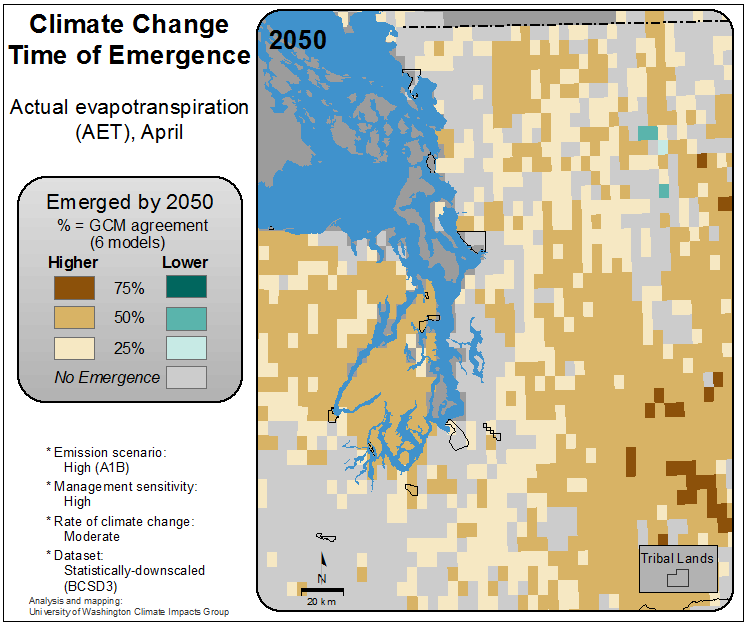 Climate Change
Time of Emergence
Actual evapotranspiration
(AET), April
Emerged by 2050
% = GCM agreement
(6 models)
Higher Lower
75%
50%
25%
No Emergence
* Emission scenario:
High (A1B)
* Management sensitivity:
High
* Rate of climate change:
Moderate
* Dataset:
Statistically-downscaled
(BCSD3)
Analysis and mapping:
University of Washington Climate Impacts Group
2050
N
20 km
Tribal Lands